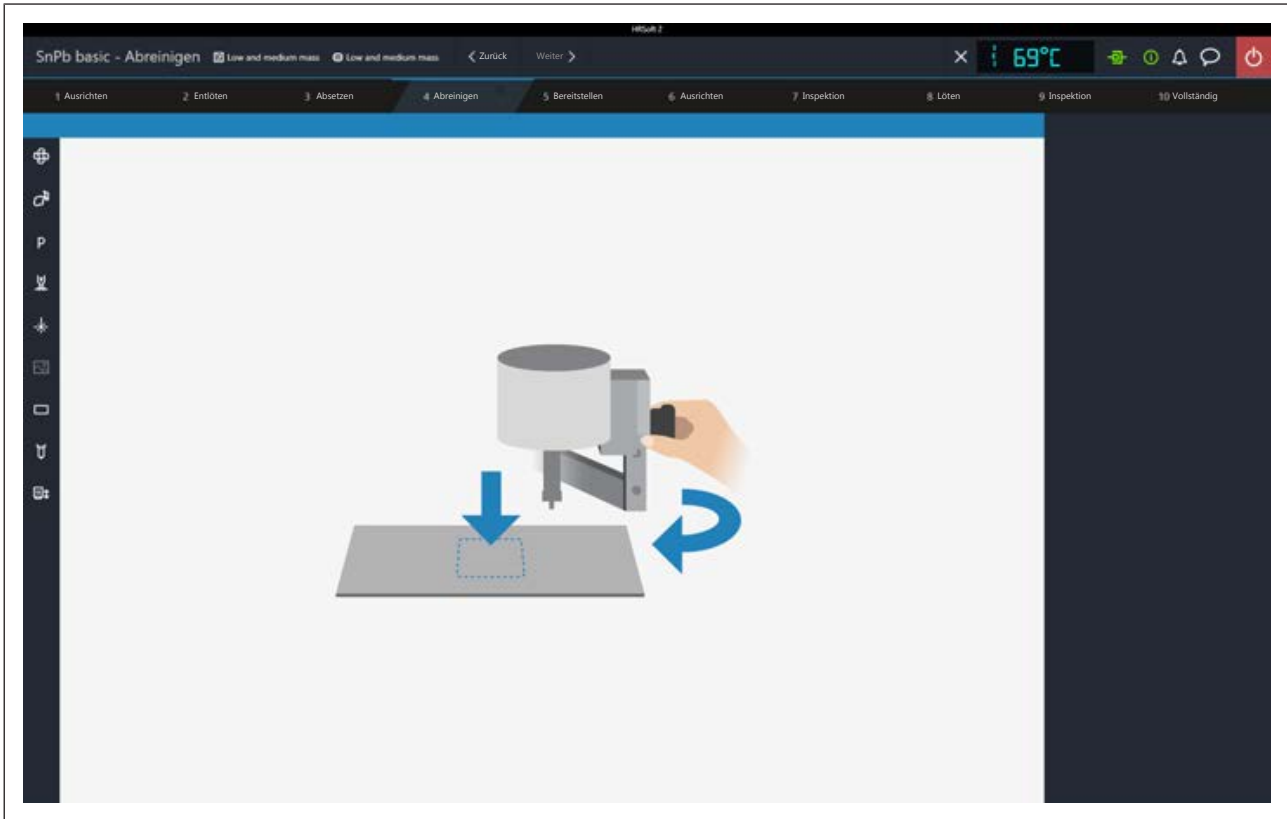 HRSoft 2
SnPb basic - Abreinigen Low and medium mass Low and medium mass Zurück Weiter 69°C
1 Ausrichten 2 Entlöten 3 Absetzen 4 Abreinigen 5 Bereitstellen 6 Ausrichten 7 Inspektion 8 Löten 9 Inspektion 10 Vollständig
P